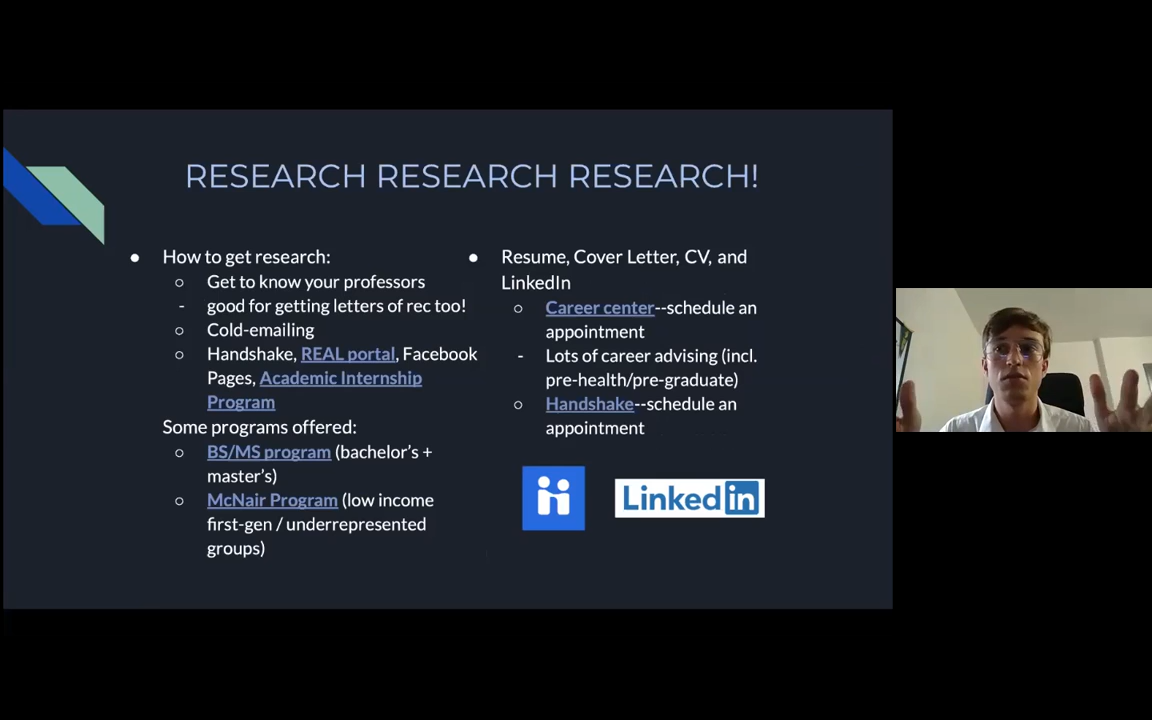 RESEARCH RESEARCH RESEARCH!
● How to get research:
○ Get to know your professors
- good for getting letters of rec too!
○ Cold-emailing
○ Handshake, REAL portal, Facebook
Pages, Academic Internship
Program
Some programs offered:
○ BS/MS program (bachelor's +
master's)
○ McNair Program (low income
first-gen / underrepresented
groups)
● Resume, Cover Letter, CV, and
LinkedIn
○ Career center--schedule an
appointment
- Lots of career advising (incl.
pre-health/pre-graduate)
○ Handshake--schedule an
appointment
LinkedIn